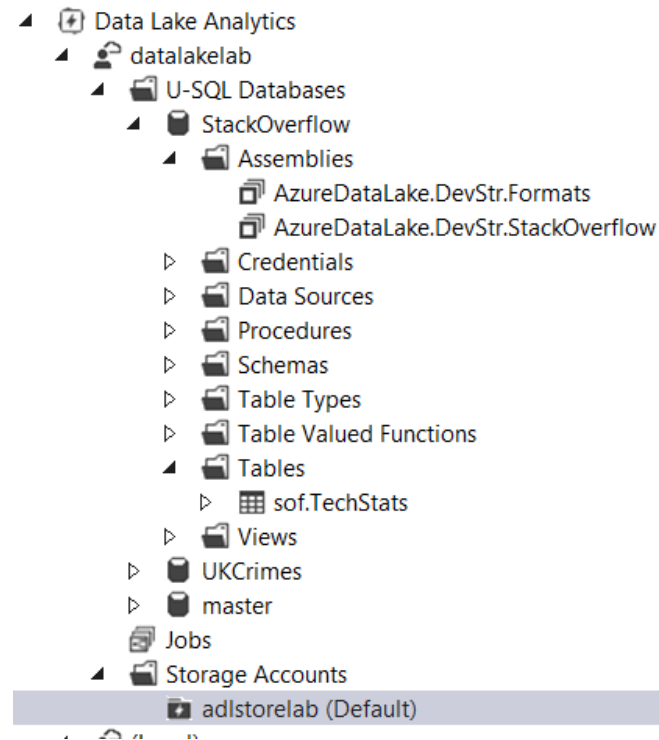 Data Lake Analytics
datalakelab
U-SQL Databases
StackOverflow
Assemblies
AzureDataLake.DevStr.Formats
AzureDataLake.DevStr.StackOverflow
Credentials
Data Sources
Procedures
Schemas
Table Types
Table Valued Functions
Tables
sof.TechStats
Views
UKCrimes
master
Jobs
Storage Accounts
adlstorelab (Default)